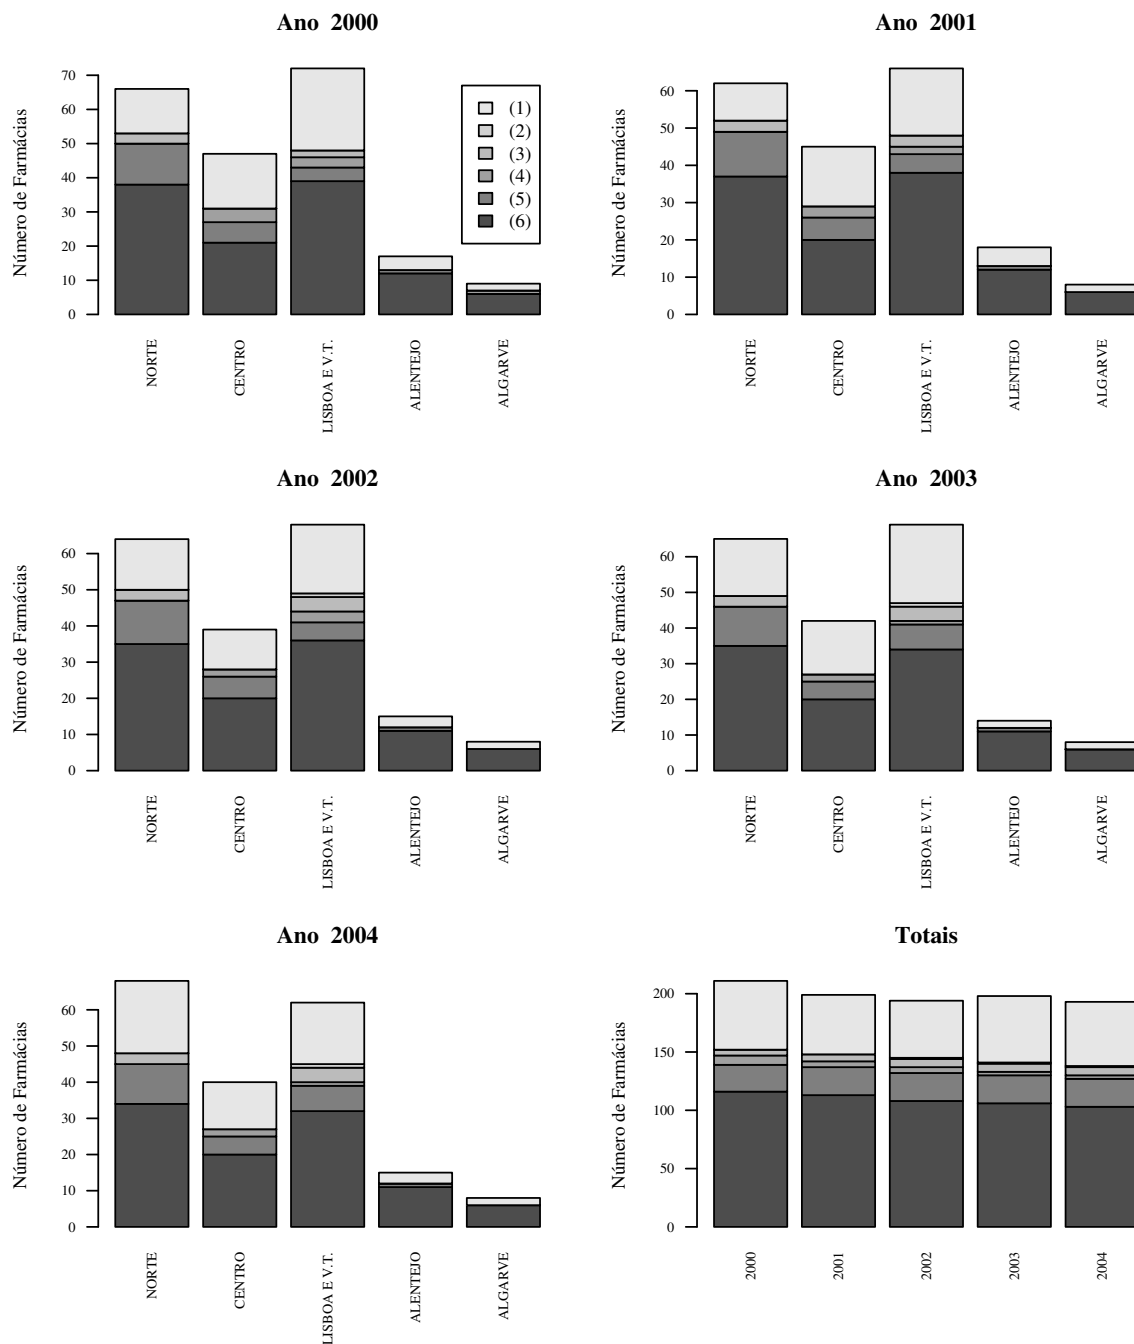 Ano 2000
Número de Farmácias
70
60
50
40
30
20
10
0
(1)
(2)
(3)
(4)
(5)
(6)
NORTE
CENTRO
LISBOA E V.T.
ALENTEJO
ALGARVE
Ano 2001
Número de Farmácias
60
50
40
30
20
10
0
NORTE
CENTRO
LISBOA E V.T.
ALENTEJO
ALGARVE
Ano 2002
Número de Farmácias
60
50
40
30
20
10
0
NORTE
CENTRO
LISBOA E V.T.
ALENTEJO
ALGARVE
Ano 2003
Número de Farmácias
60
50
40
30
20
10
0
NORTE
CENTRO
LISBOA E V.T.
ALENTEJO
ALGARVE
Ano 2004
Número de Farmácias
60
50
40
30
20
10
0
NORTE
CENTRO
LISBOA E V.T.
ALENTEJO
ALGARVE
Totais
Número de Farmácias
200
150
100
50
0
2000
2001
2002
2003
2004